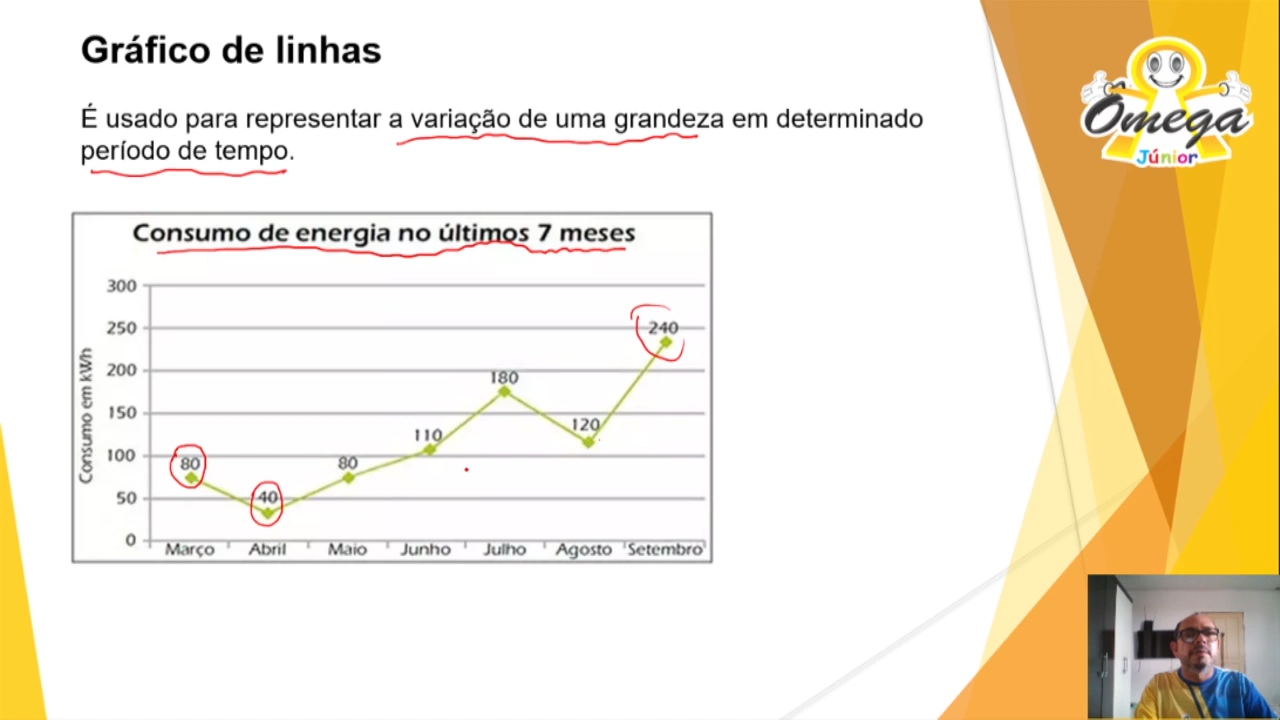 Gráfico de linhas
É usado para representar a variação de uma grandeza em determinado
período de tempo.
Ômega
Júnior
Consumo de energia no últimos 7 meses
Consumo em kWh
300
250
200
150
100
50
0
80
40
80
110
180
120
240
Março Abril Maio Junho Julho Agosto Setembro